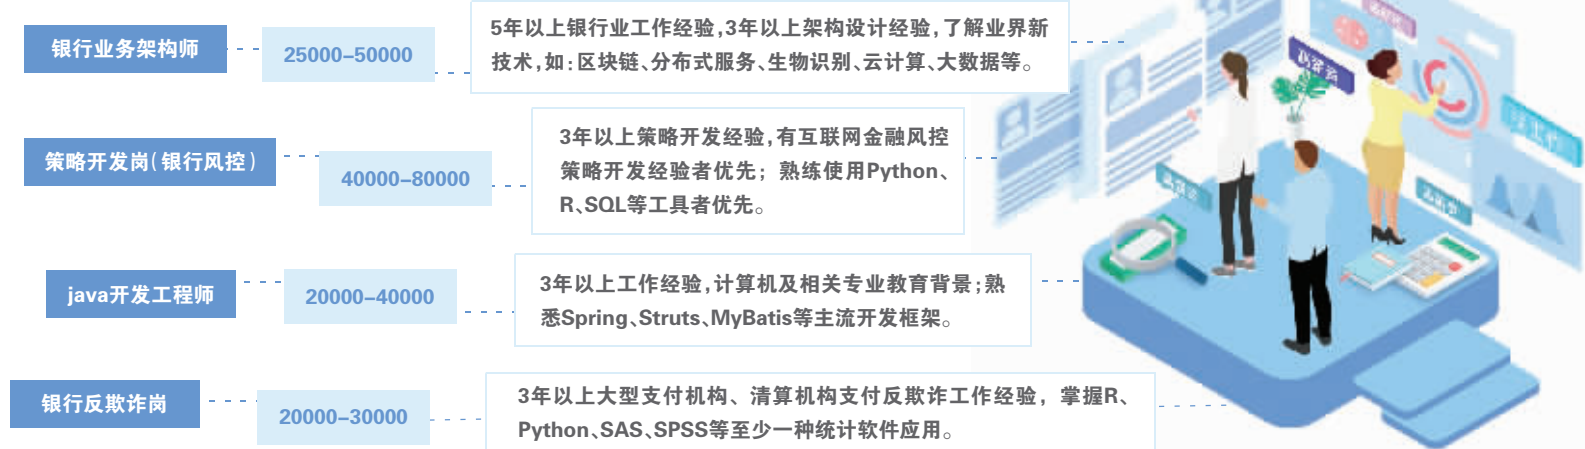 银行业务架构师
25000-50000
5年以上银行业工作经验,3年以上架构设计经验,了解业界新
技术,如:区块链、分布式服务、生物识别、云计算、大数据等。
策略开发岗(银行风控)
40000-80000
3年以上策略开发经验,有互联网金融风控
策略开发经验者优先；熟练使用Python、
R、SQL等工具者优先。
java开发工程师
20000-40000
3年以上工作经验,计算机及相关专业教育背景;熟
悉Spring、Struts、MyBatis等主流开发框架。
银行反欺诈岗
20000-30000
3年以上大型支付机构、清算机构支付反欺诈工作经验，掌握R、
Python、SAS、SPSS等至少一种统计软件应用。